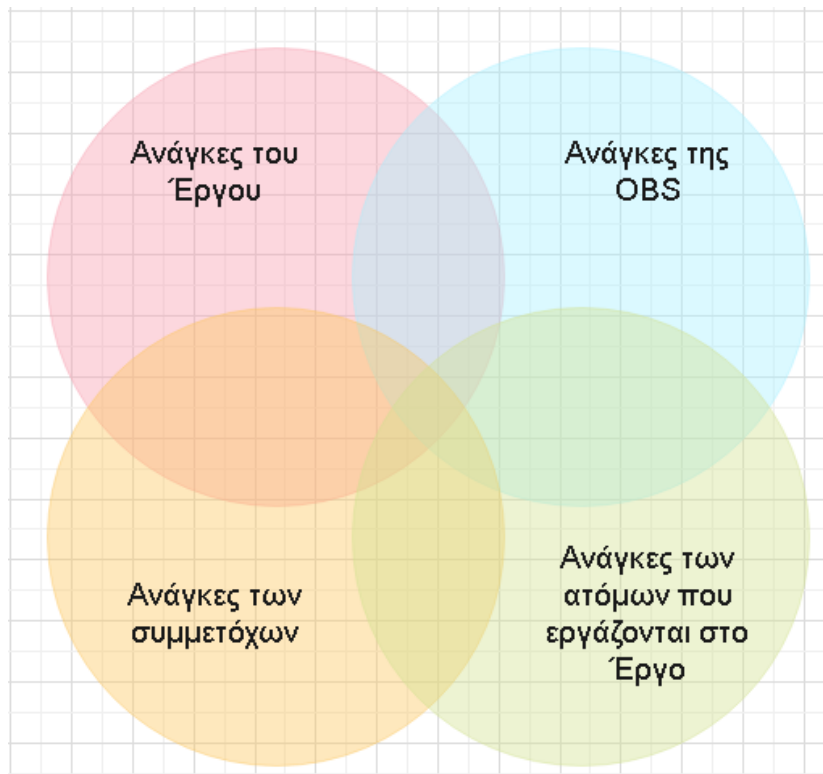 Ανάγκες του
Έργου
Ανάγκες της
OBS
Ανάγκες των
συμμετόχων
Ανάγκες των
ατόμων που
εργάζονται στο
Έργο